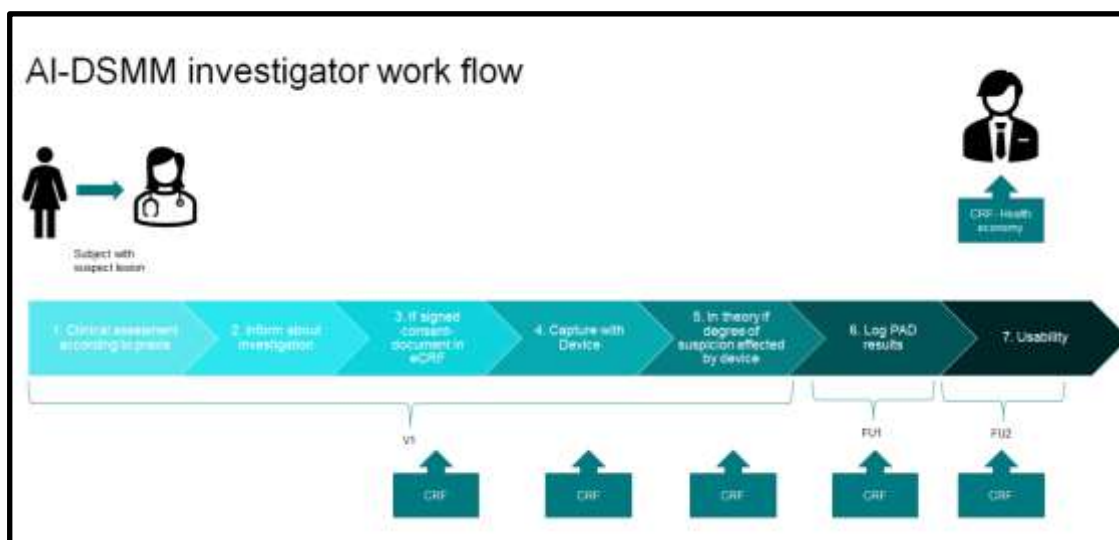 AI-DSMM investigator work flow
Subject with
suspect lesion
CRF - Health
economy
1. Clinical assessment
according to praxis
2. Inform about
investigation
3. If signed
consent-
document in
eCRF
4. Capture with
Device
5. In theory if
degree of
suspicion effected
by device
6. Log PAD
results
7. Usability
V1
FU1
FU2
CRF
CRF
CRF
CRF
CRF